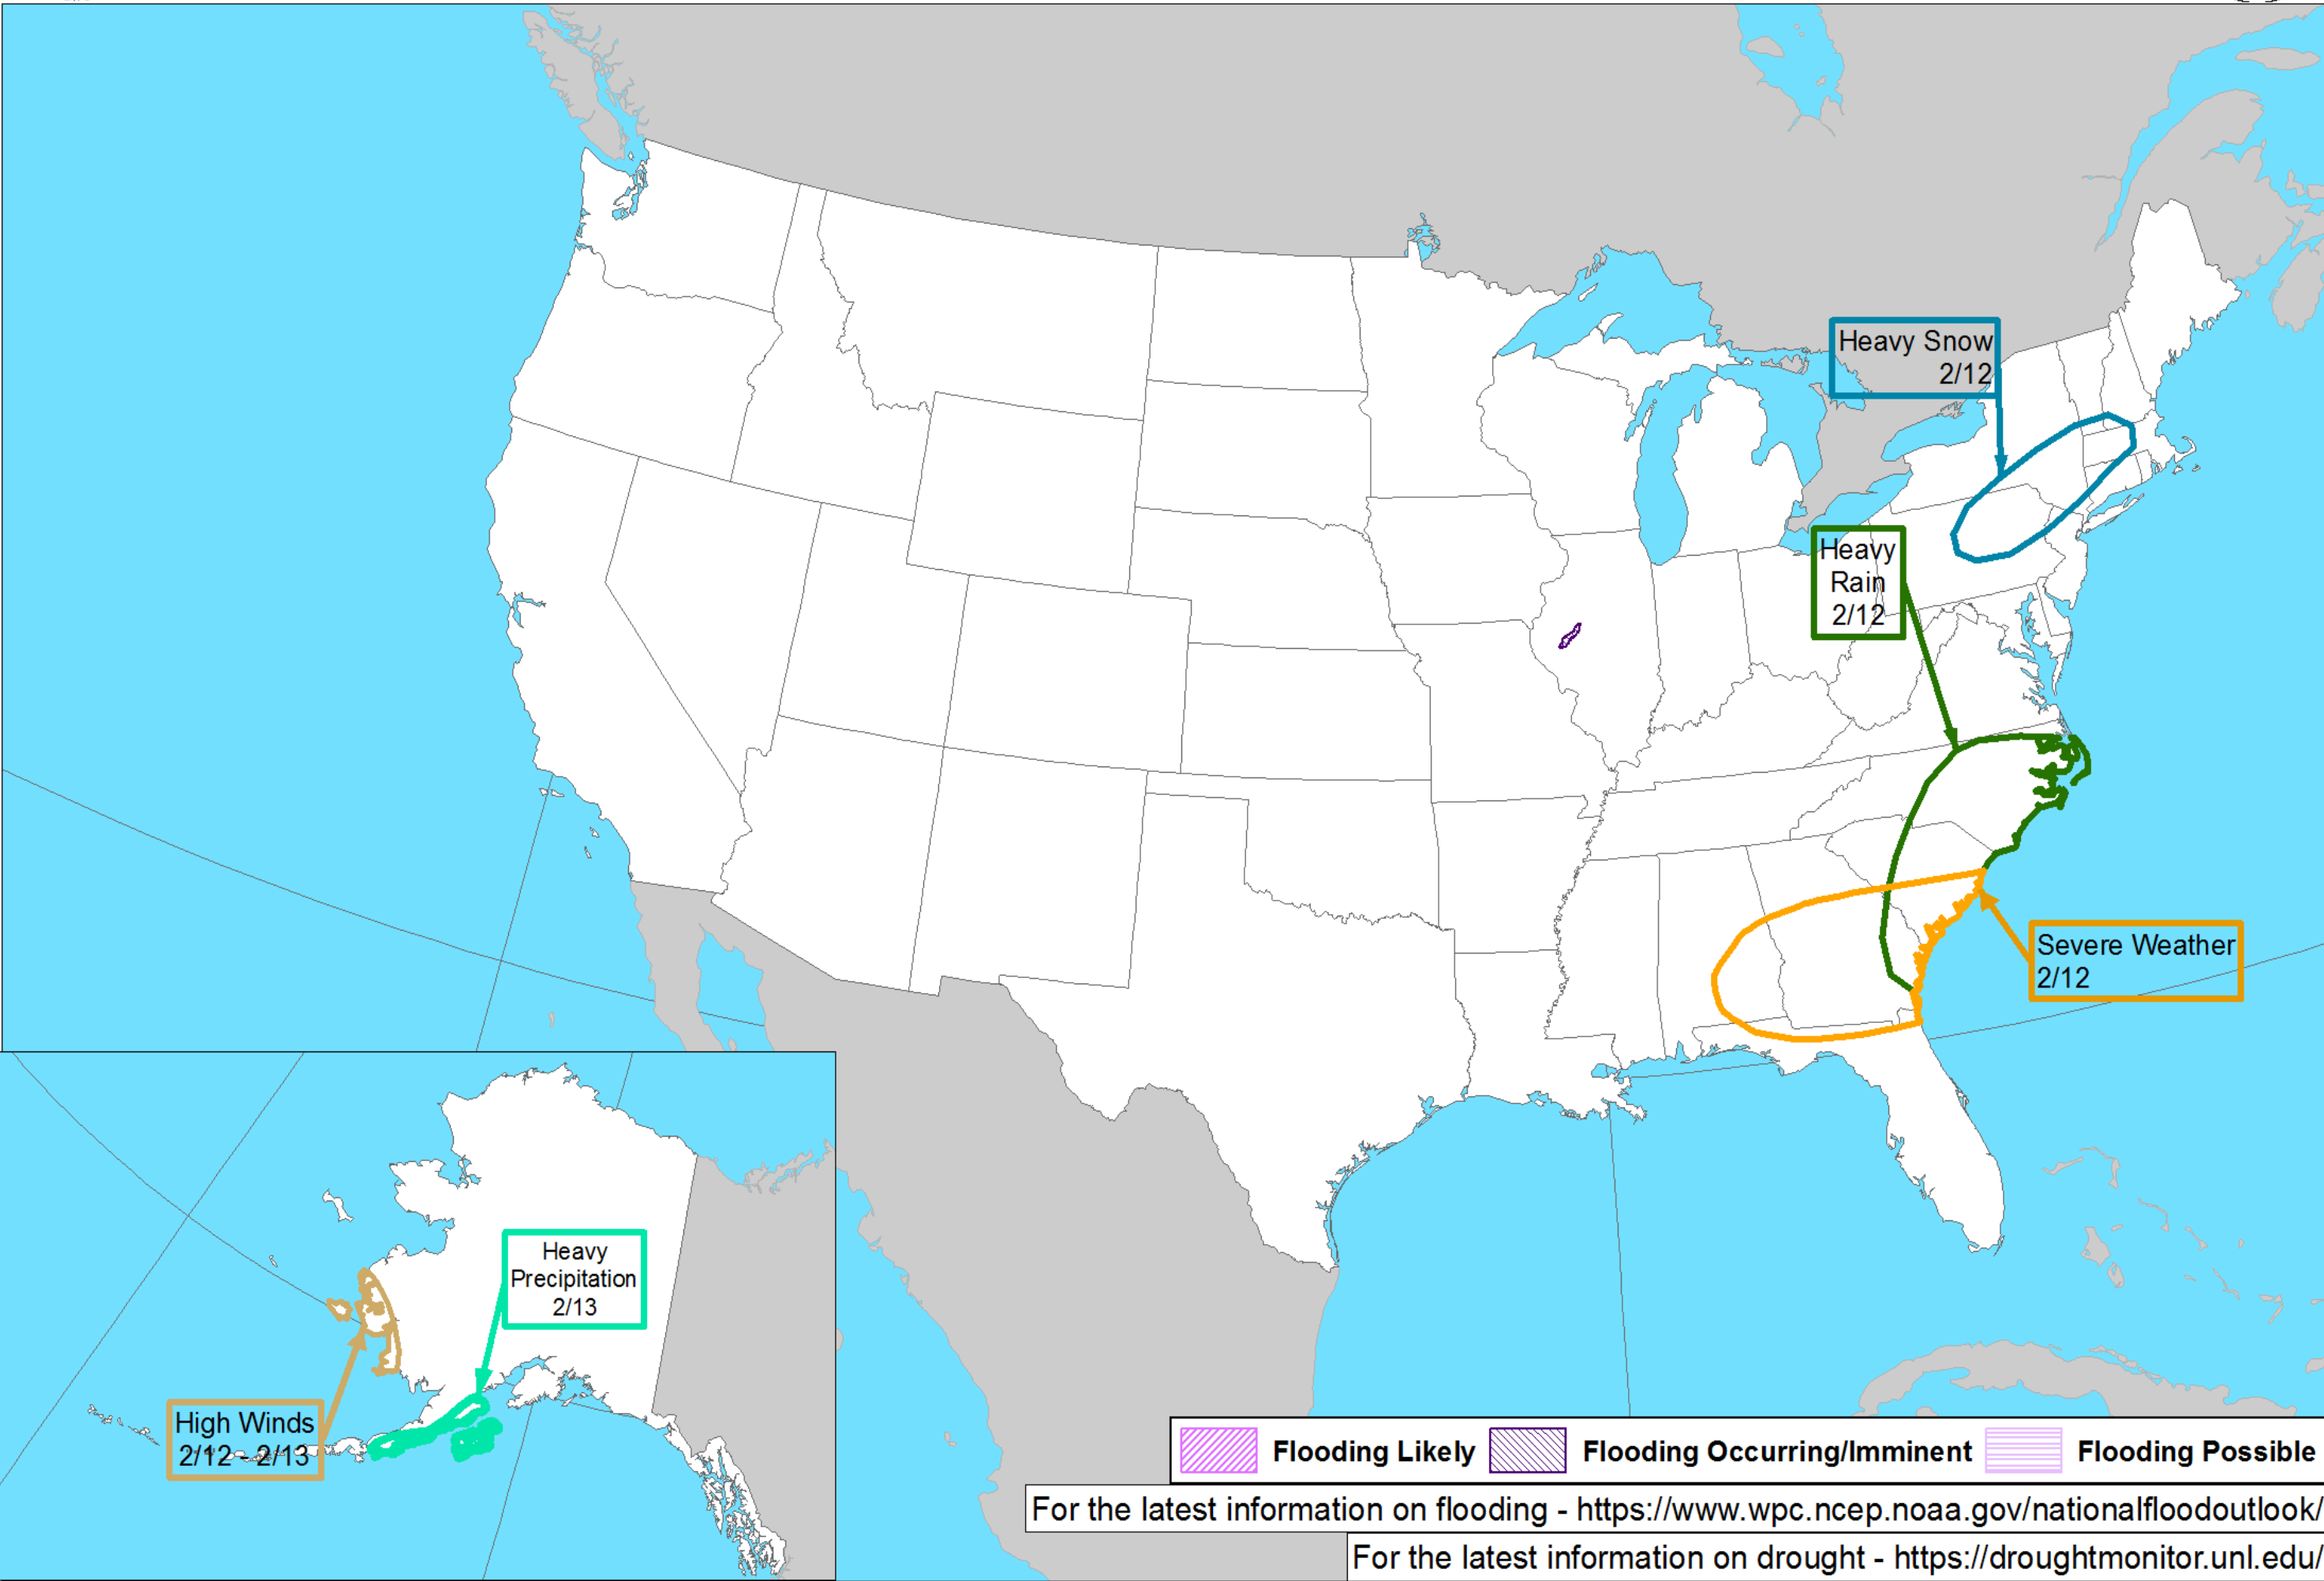 Heavy Snow
2/12
Heavy
Rain
2/12
Severe Weather
2/12
Heavy
Precipitation
2/13
High Winds
2/12 - 2/13
Flooding Likely
Flooding Occurring/Imminent
Flooding Possible
For the latest information on flooding - https://www.wpc.ncep.noaa.gov/nationalfloodoutlook/
For the latest information on drought - https://droughtmonitor.unl.edu/